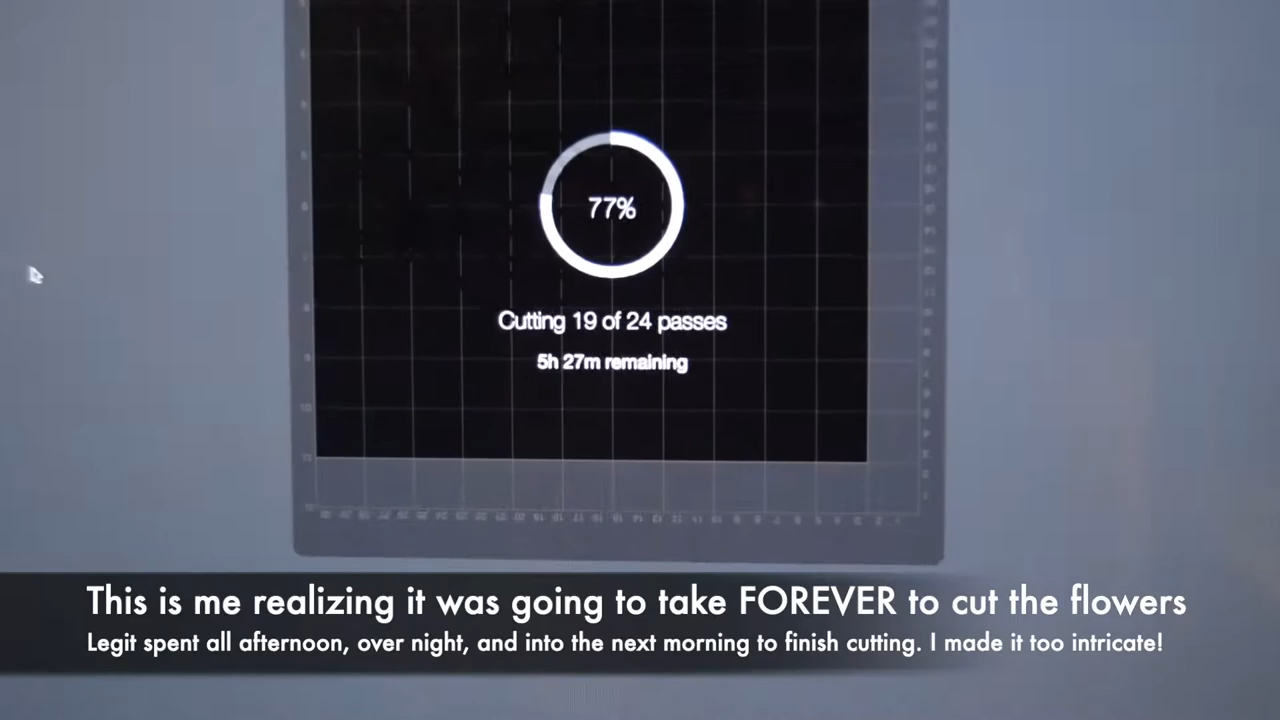 77%
Cutting 19 of 24 passes
5h 27m remaining
This is me realizing it was going to take FOREVER to cut the flowers
Legit spent all afternoon, over night, and into the next morning to finish cutting. I made it too intricate!